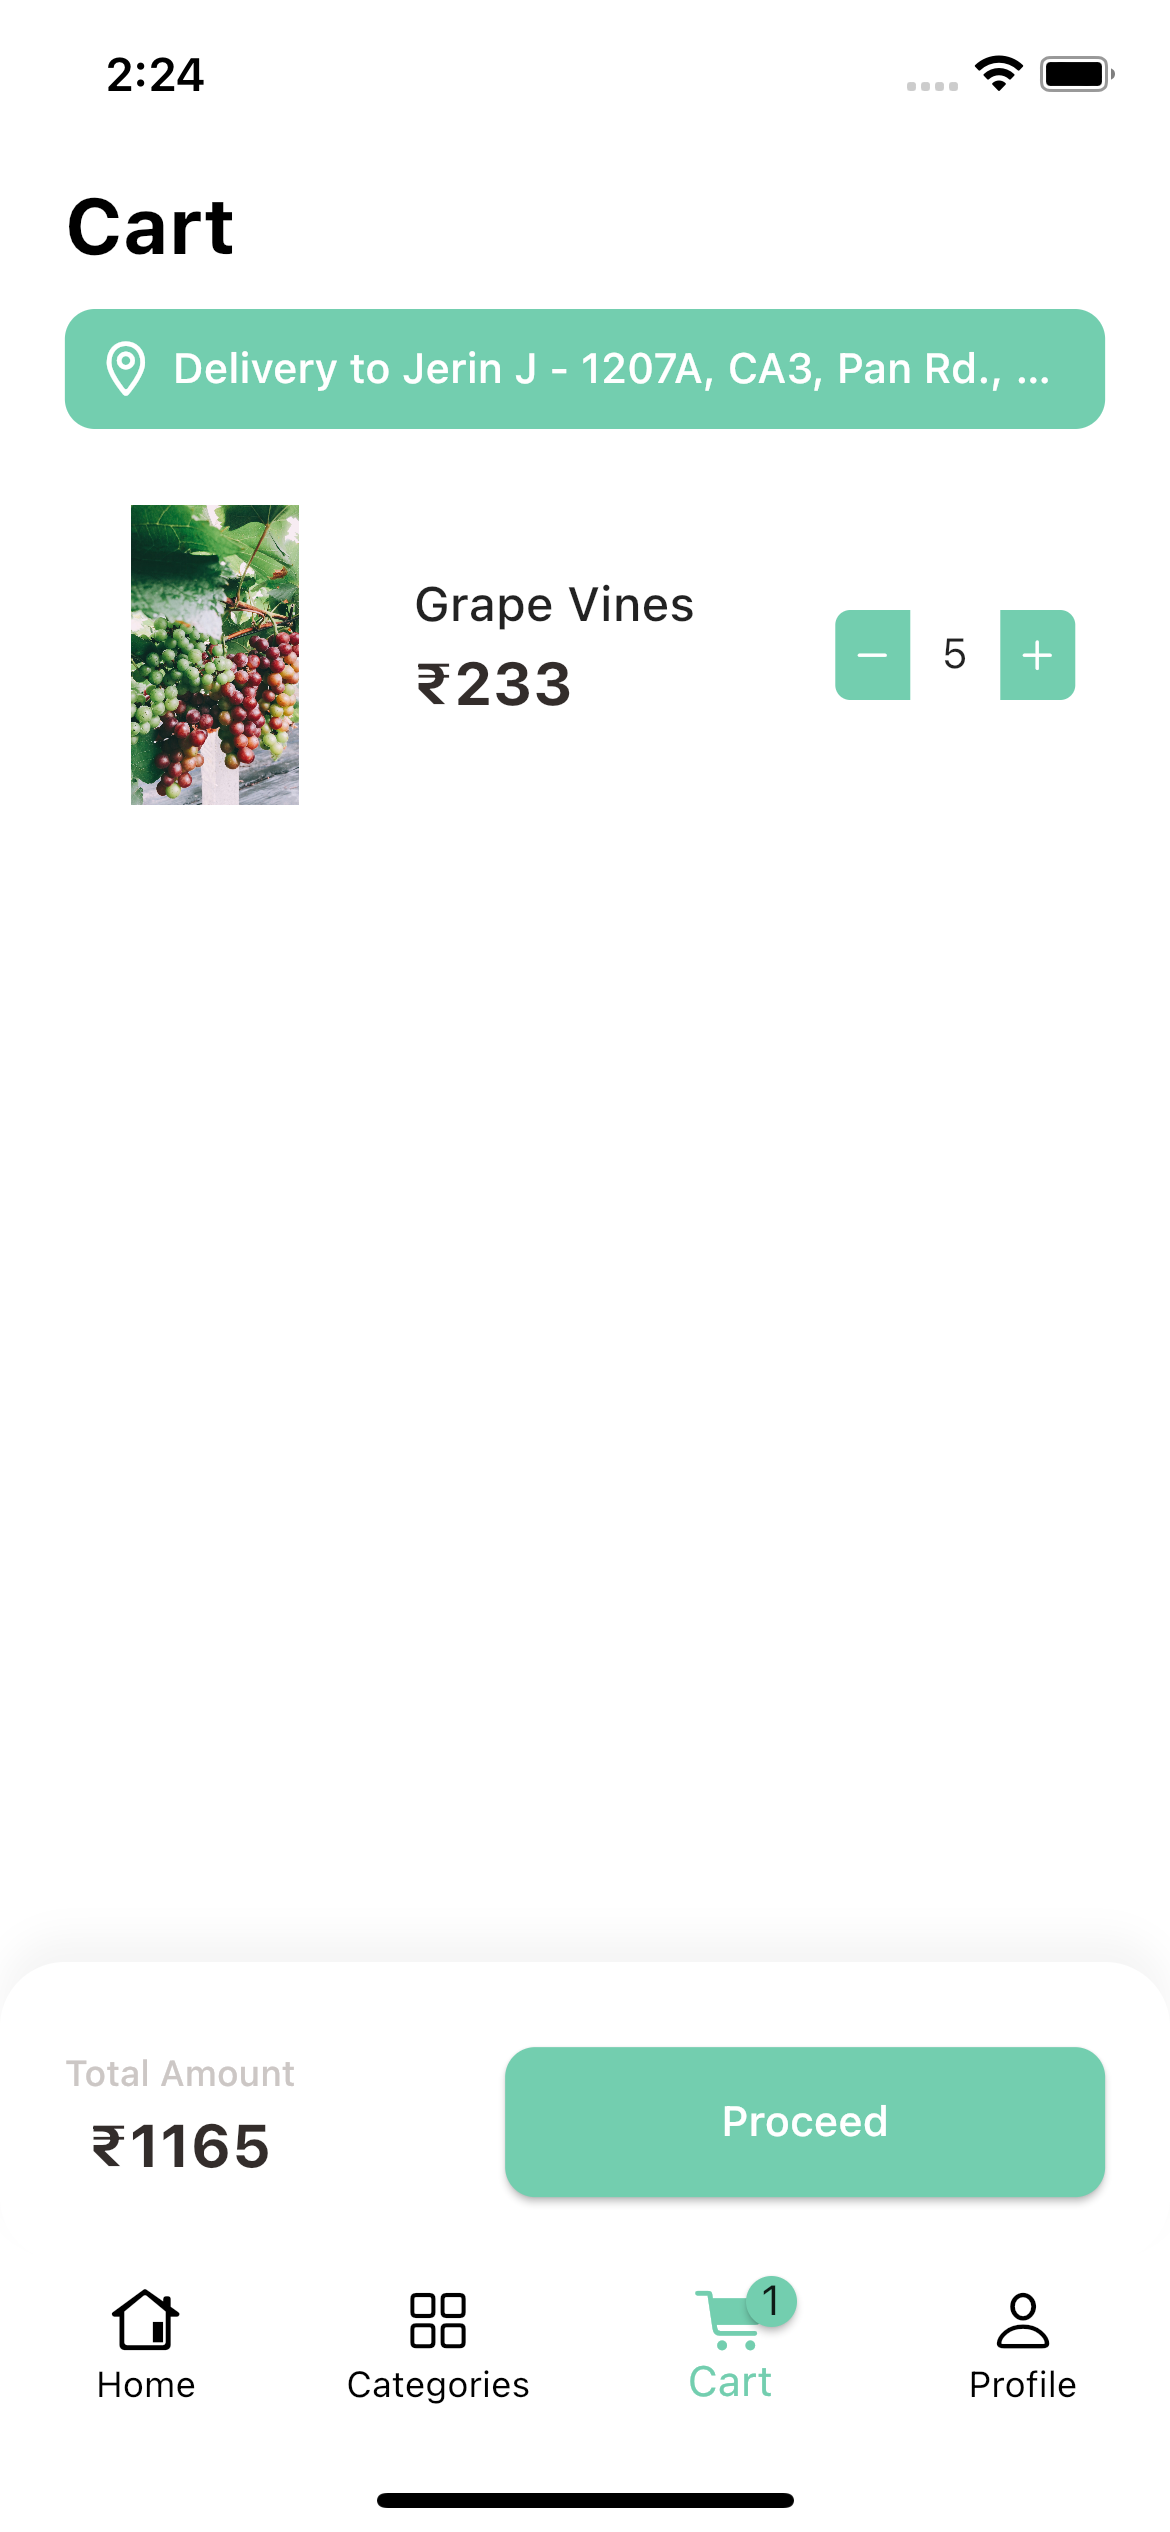 2:24
Cart
Delivery to Jerin J - 1207A, CA3, Pan Rd., ...
Grape Vines
₹233
5
Total Amount
₹1165
Proceed
1
Home
Categories
Cart
Profile